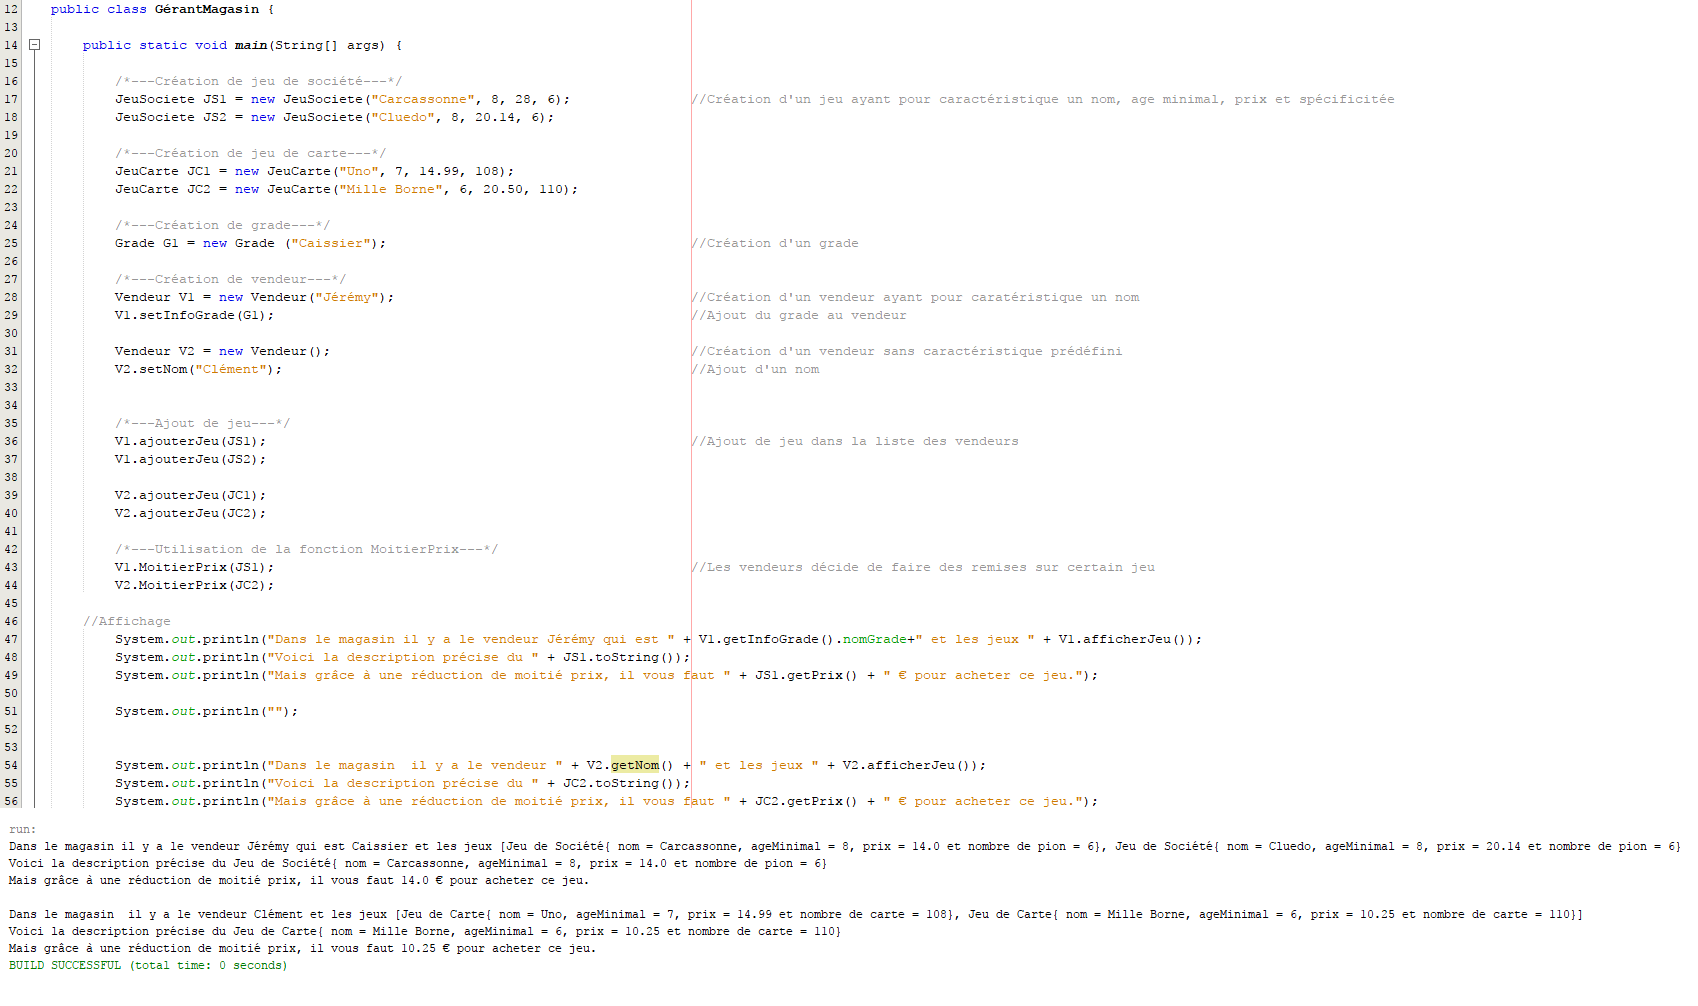 12 public class GérantMagasin {
13
14 public static void main(String[] args) {
15
16 /*---Création de jeu de société---*/
17 JeuSociete JS1 = new JeuSociete("Carcassonne", 8, 28, 6); //Création d'un jeu ayant pour caractéristique un nom, age minimal, prix et spécificitée
18 JeuSociete JS2 = new JeuSociete("Cluedo", 8, 20.14, 6);
19
20 /*---Création de jeu de carte---*/
21 JeuCarte JC1 = new JeuCarte("Uno", 7, 14.99, 108);
22 JeuCarte JC2 = new JeuCarte("Mille Borne", 6, 20.50, 110);
23
24 /*---Création de grade---*/
25 Grade G1 = new Grade ("Caissier"); //Création d'un grade
26
27 /*---Création de vendeur---*/
28 Vendeur V1 = new Vendeur("Jérémy"); //Création d'un vendeur ayant pour caratéristique un nom
29 V1.setInfoGrade(G1); //Ajout du grade au vendeur
30
31 Vendeur V2 = new Vendeur(); //Création d'un vendeur sans caractéristique prédéfini
32 V2.setNom("Clément"); //Ajout d'un nom
33
34
35 /*---Ajout de jeu---*/
36 V1.ajouterJeu(JS1); //Ajout de jeu dans la liste des vendeurs
37 V1.ajouterJeu(JS2);
38
39 V2.ajouterJeu(JC1);
40 V2.ajouterJeu(JC2);
41
42 /*---Utilisation de la fonction MoitierPrix---*/
43 V1.MoitierPrix(JS1); //Les vendeurs décide de faire des remises sur certain jeu
44 V2.MoitierPrix(JC2);
45
46 //Affichage
47 System.out.println("Dans le magasin il y a le vendeur Jérémy qui est " + V1.getInfoGrade().nomGrade+" et les jeux " + V1.afficherJeu());
48 System.out.println("Voici la description précise du " + JS1.toString());
49 System.out.println("Mais grâce à une réduction de moitié prix, il vous faut " + JS1.getPrix() + " € pour acheter ce jeu.");
50
51 System.out.println("");
52
53
54 System.out.println("Dans le magasin  il y a le vendeur " + V2.getNom() + " et les jeux " + V2.afficherJeu());
55 System.out.println("Voici la description précise du " + JC2.toString());
56 System.out.println("Mais grâce à une réduction de moitié prix, il vous faut " + JC2.getPrix() + " € pour acheter ce jeu.");
run:
Dans le magasin il y a le vendeur Jérémy qui est Caissier et les jeux [Jeu de Société{ nom = Carcassonne, ageMinimal = 8, prix = 14.0 et nombre de pion = 6}, Jeu de Société{ nom = Cluedo, ageMinimal = 8, prix = 20.14 et nombre de pion = 6}
Voici la description précise du Jeu de Société{ nom = Carcassonne, ageMinimal = 8, prix = 14.0 et nombre de pion = 6}
Mais grâce à une réduction de moitié prix, il vous faut 14.0 € pour acheter ce jeu.
Dans le magasin  il y a le vendeur Clément et les jeux [Jeu de Carte{ nom = Uno, ageMinimal = 7, prix = 14.99 et nombre de carte = 108}, Jeu de Carte{ nom = Mille Borne, ageMinimal = 6, prix = 10.25 et nombre de carte = 110}]
Voici la description précise du Jeu de Carte{ nom = Mille Borne, ageMinimal = 6, prix = 10.25 et nombre de carte = 110}
Mais grâce à une réduction de moitié prix, il vous faut 10.25 € pour acheter ce jeu.
BUILD SUCCESSFUL (total time: 0 seconds)